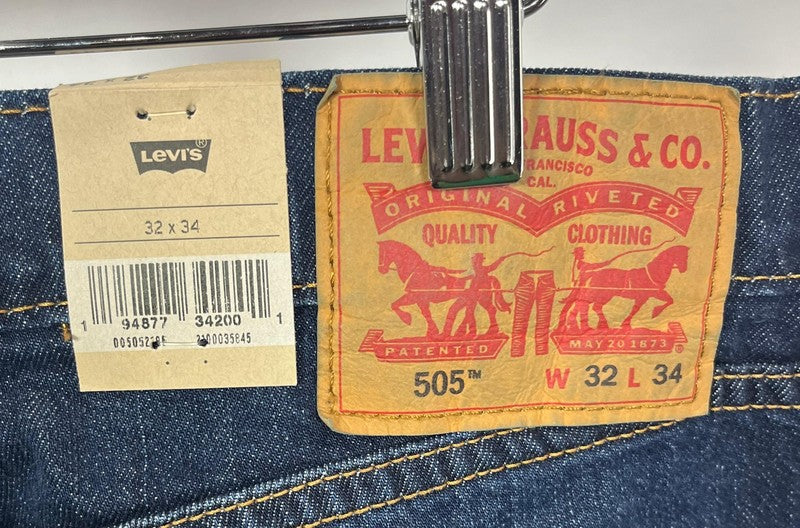 LEVI'S®
32 x 34
1 94877 34200 1
LEV RAUSS & CO.
RANCISCO
CAL.
ORIGINAL RIVETED
QUALITY CLOTHING
PATENTED MAY 20 1873
505™ W 32 L 34